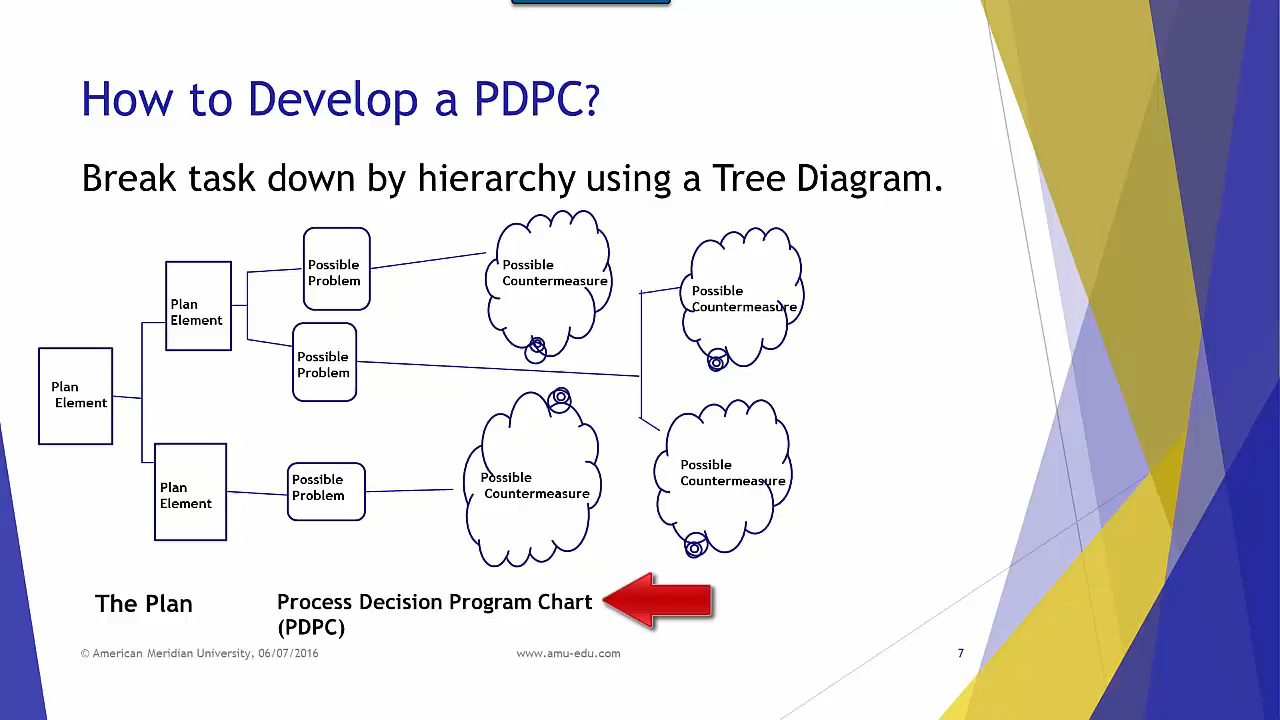 How to Develop a PDPC?
Break task down by hierarchy using a Tree Diagram.
Plan
Element
Plan
Element
Plan
Element
Possible
Problem
Possible
Problem
Possible
Problem
Possible
Countermeasure
Possible
Countermeasure
Possible
Countermeasure
Possible
Countermeasure
The Plan
Process Decision Program Chart
(PDPC)
© American Meridian University, 06/07/2016
www.amu-edu.com
7